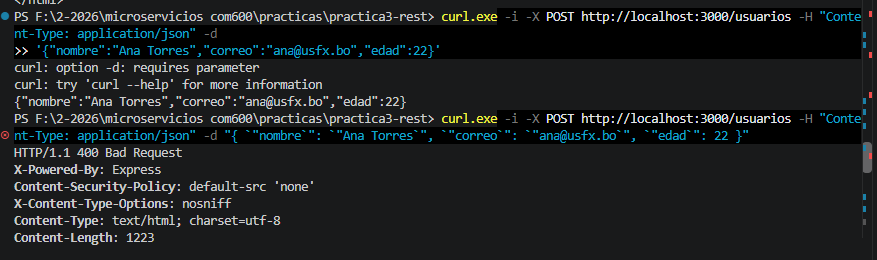 </html>
PS F:\2-2026\microservicios com600\practicas\practica3-rest> curl.exe -i -X POST http://localhost:3000/usuarios -H "Conte
nt-Type: application/json" -d
>> '{"nombre":"Ana Torres","correo":"ana@usfx.bo","edad":22}'
curl: option -d: requires parameter
curl: try 'curl --help' for more information
{"nombre":"Ana Torres","correo":"ana@usfx.bo","edad":22}
PS F:\2-2026\microservicios com600\practicas\practica3-rest> curl.exe -i -X POST http://localhost:3000/usuarios -H "Conte
nt-Type: application/json" -d "{ `"nombre`": `"Ana Torres`", `"correo`": `"ana@usfx.bo`", `"edad`": 22 }"
HTTP/1.1 400 Bad Request
X-Powered-By: Express
Content-Security-Policy: default-src 'none'
X-Content-Type-Options: nosniff
Content-Type: text/html; charset=utf-8
Content-Length: 1223